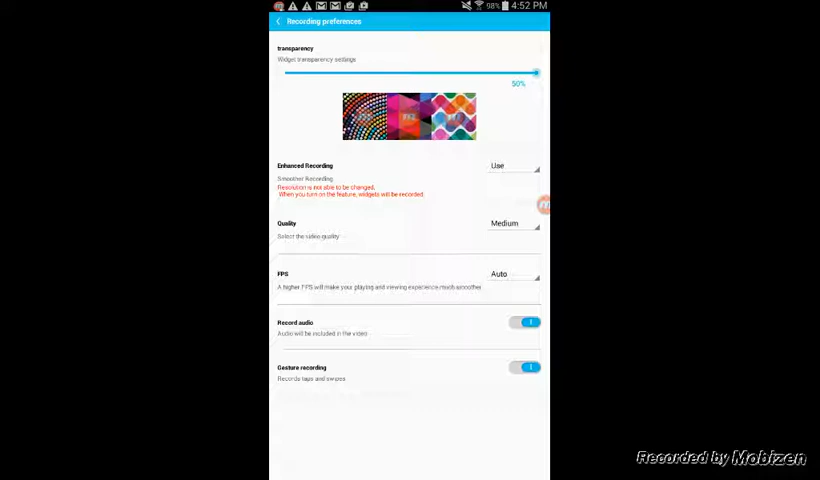 98% 4:52 PM
Recording preferences
transparency
Widget transparency settings
50%
Enhanced Recording
Use
Smoother Recording.
Resolution is not able to be changed.
When you turn on the feature, widgets will be recorded.
Quality
Medium
Select the video quality
FPS
Auto
A higher FPS will make your playing and viewing experience much smoother
Record audio
Audio will be included in the video
Gesture recording
Records taps and swipes
Recorded by Mobizen